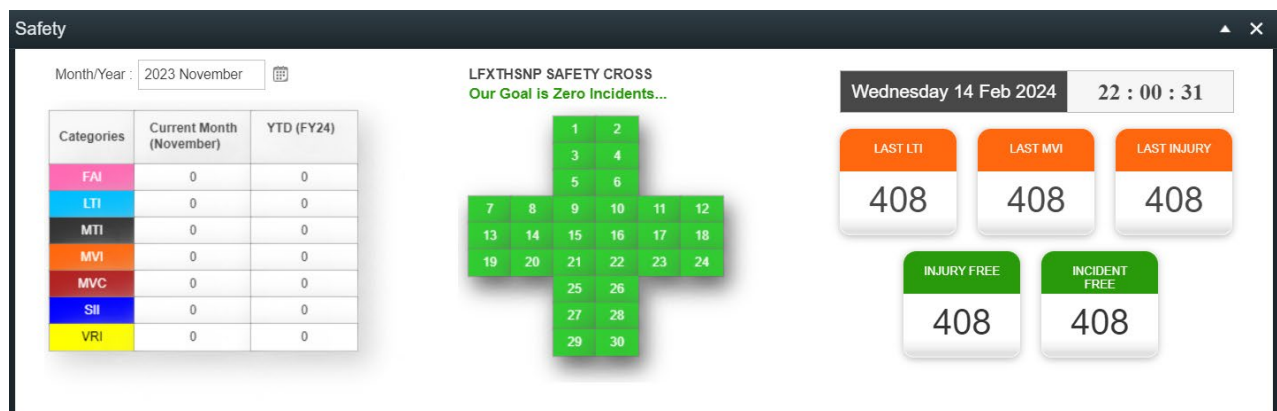 Safety
Month/Year : 2023 November
Categories Current Month (November) YTD (FY24)
FAI 0 0
LTI 0 0
MTI 0 0
MVI 0 0
MVC 0 0
SII 0 0
VRI 0 0
LFXTHSNP SAFETY CROSS
Our Goal is Zero Incidents...
1 2
3 4
5 6
7 8 9 10 11 12
13 14 15 16 17 18
19 20 21 22 23 24
25 26
27 28
29 30
Wednesday 14 Feb 2024 22 : 00 : 31
LAST LTI LAST MVI LAST INJURY
408 408 408
INJURY FREE INCIDENT FREE
408 408